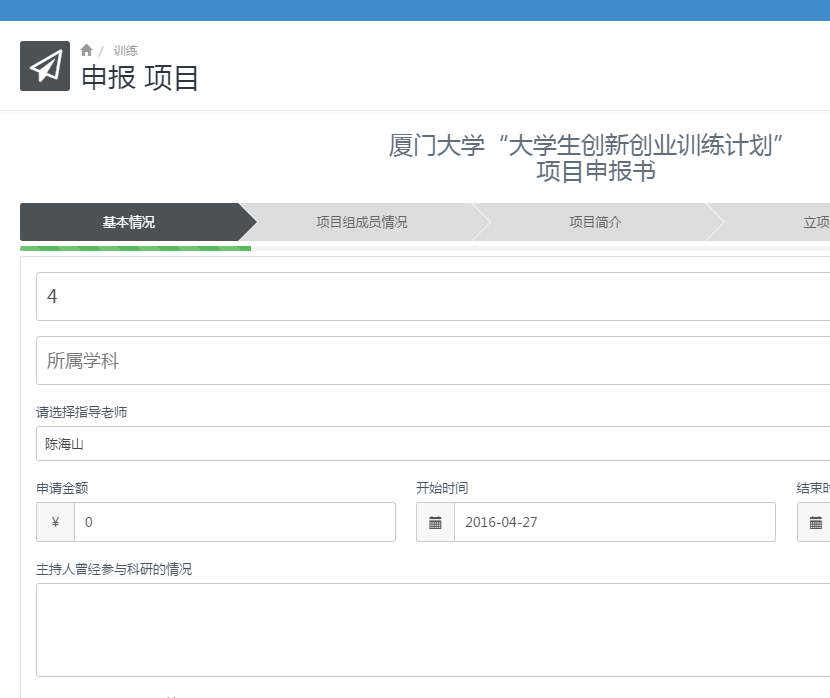 / 训练
申报 项目
厦门大学“大学生创新创业训练计划”
项目申报书
基本情况 项目组成员情况 项目简介 立项
4
所属学科
请选择指导老师
陈海山
申请金额 开始时间 结束时
¥ 0 2016-04-27
主持人曾经参与科研的情况